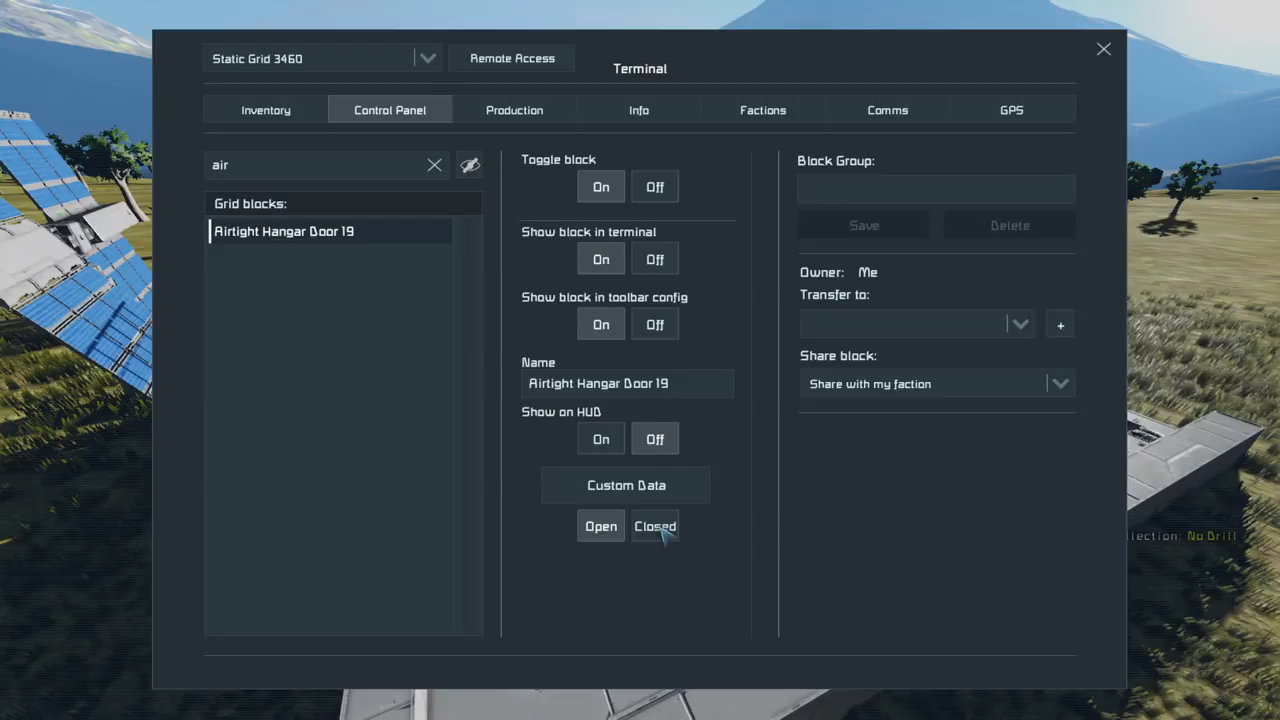 Static Grid 3460
Remote Access
Terminal
Inventory
Control Panel
Production
Info
Factions
Comms
GPS
air
Grid blocks:
Airtight Hangar Door 19
Toggle block
On
Off
Show block in terminal
On
Off
Show block in toolbar config
On
Off
Name
Airtight Hangar Door 19
Show on HUD
On
Off
Custom Data
Open
Closed
Block Group:
Save
Delete
Owner: Me
Transfer to:
+
Share block:
Share with my faction
llection: No Drill